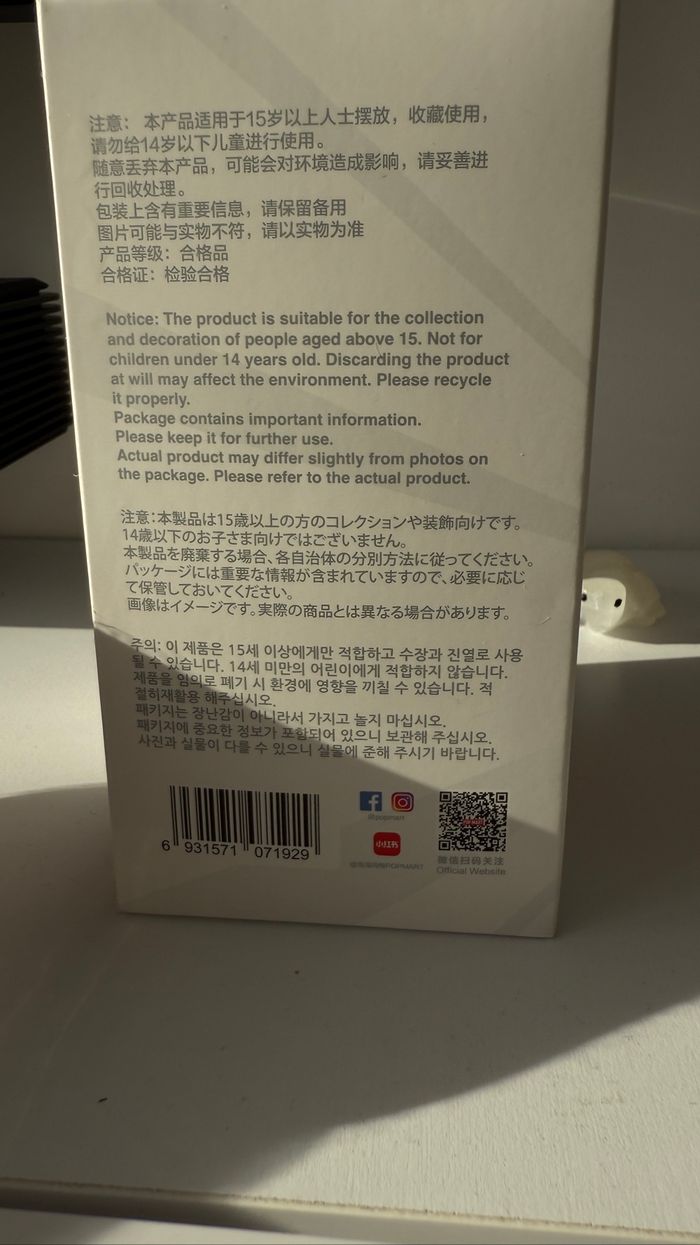 注意： 本产品适用于15岁以上人士摆放，收藏使用，
请勿给14岁以下儿童进行使用。
随意丢弃本产品，可能会对环境造成影响，请妥善进
行回收处理。
包装上含有重要信息，请保留备用
图片可能与实物不符，请以实物为准
产品等级：合格品
合格证：检验合格
Notice: The product is suitable for the collection
and decoration of people aged above 15. Not for
children under 14 years old. Discarding the product
at will may affect the environment. Please recycle
it properly.
Package contains important information.
Please keep it for further use.
Actual product may differ slightly from photos on
the package. Please refer to the actual product.
注意：本製品は15歳以上の方のコレクションや装飾向けです。
14歳以下のお子さま向けではございません。
本製品を廃棄する場合、各自治体の分別方法に従ってください。
パッケージには重要な情報が含まれていますので、必要に応じ
て保管しておいてください。
画像はイメージです。実際の商品とは異なる場合があります。
주의: 이 제품은 15세 이상에게만 적합하고 수장과 진열로 사용
될 수 있습니다. 14세 미만의 어린이에게 적합하지 않습니다.
제품을 임의로 폐기 시 환경에 영향을 끼칠 수 있습니다. 적
절히재활용 해주십시오.
패키지는 장난감이 아니라서 가지고 놀지 마십시오.
패키지에 중요한 정보가 포함되어 있으니 보관해 주십시오.
사진과 실물이 다를 수 있으니 실물에 준해 주시기 바랍니다.
6 931571 071929
@popmart
小红书
POPMART
POP MART
微信扫码关注
Official Website